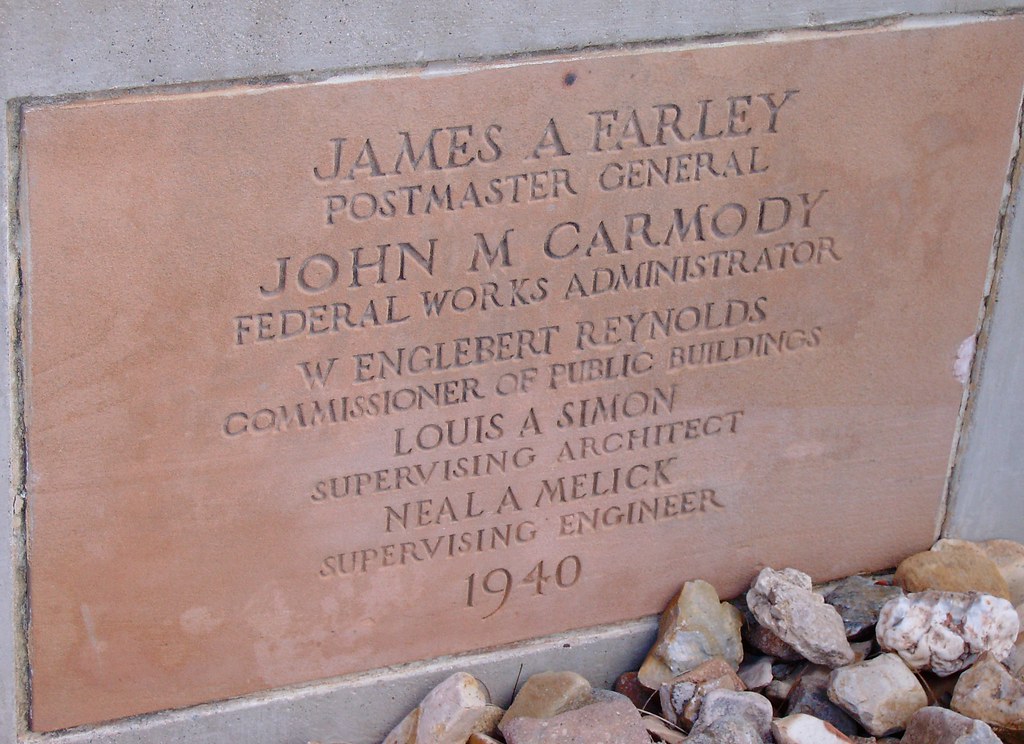 JAMES A FARLEY
POSTMASTER GENERAL
JOHN M CARMODY
FEDERAL WORKS ADMINISTRATOR
W ENGLEBERT REYNOLDS
COMMISSIONER OF PUBLIC BUILDINGS
LOUIS A SIMON
SUPERVISING ARCHITECT
NEAL A MELICK
SUPERVISING ENGINEER
1940